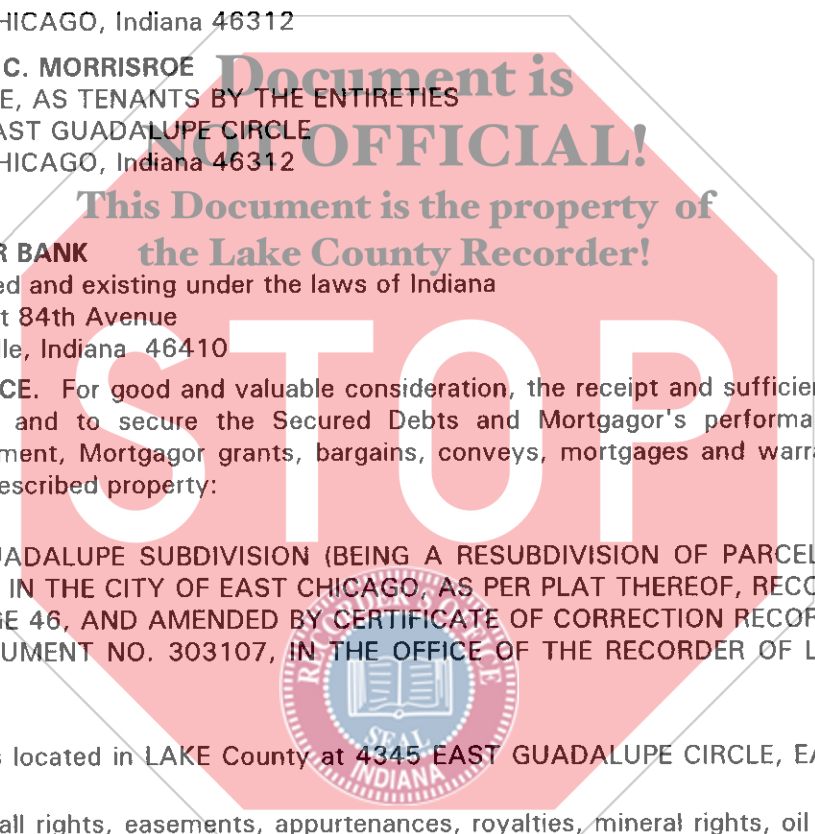 HICAGO, Indiana 46312
C. MORRISROE
Document is
E, AS TENANTS BY THE ENTIRETIES
AST GUADALUPE CIRCLE
NOT OFFICIAL!
HICAGO, Indiana 46312
This Document is the property of
R BANK
the Lake County Recorder!
ed and existing under the laws of Indiana
t 84th Avenue
lle, Indiana 46410
STOP
CE. For good and valuable consideration, the receipt and sufficien
and to secure the Secured Debts and Mortgagor's performa
ment, Mortgagor grants, bargains, conveys, mortgages and warra
escribed property:
UADALUPE SUBDIVISION (BEING A RESUBDIVISION OF PARCEL
IN THE CITY OF EAST CHICAGO, AS PER PLAT THEREOF, RECO
GE 46, AND AMENDED BY CERTIFICATE OF CORRECTION RECOR
UMENT NO. 303107, IN THE OFFICE OF THE RECORDER OF L
RECORDER'S OFFICE
SEAL
INDIANA
s located in LAKE County at 4345 EAST GUADALUPE CIRCLE, EA
all rights, easements, appurtenances, royalties, mineral rights, oil